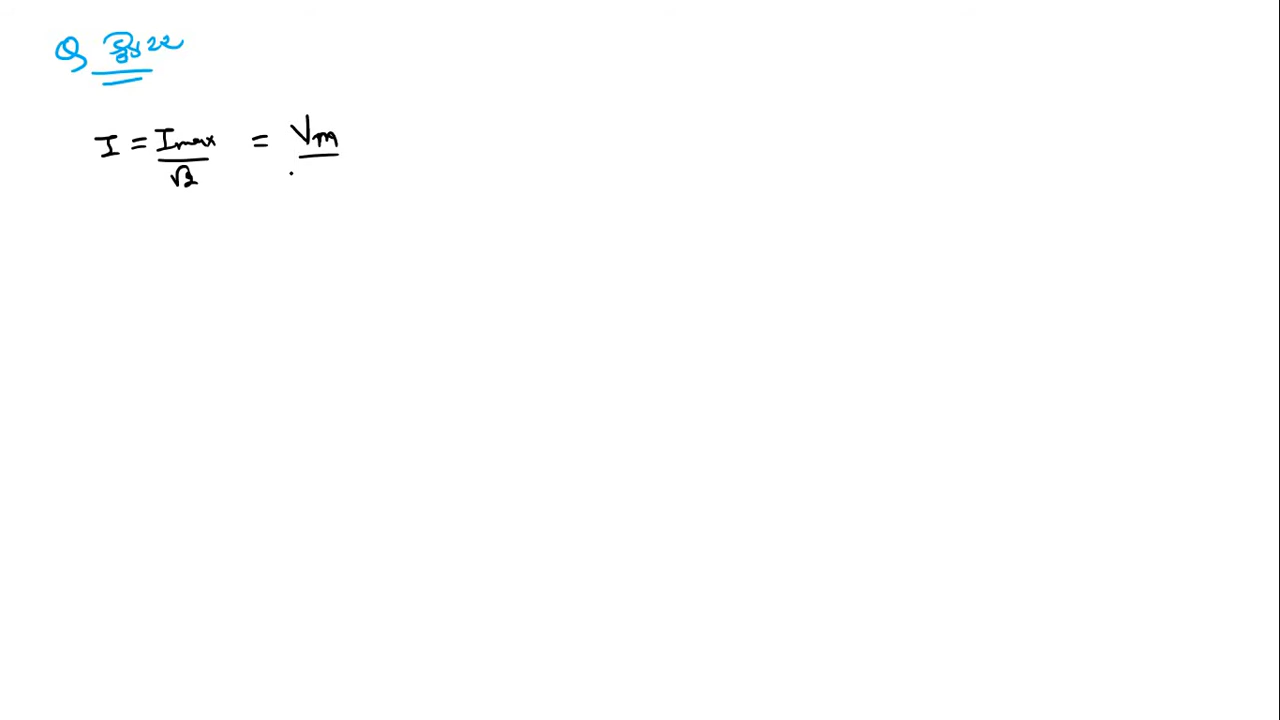 Q
I = Imax/√2 = Vm